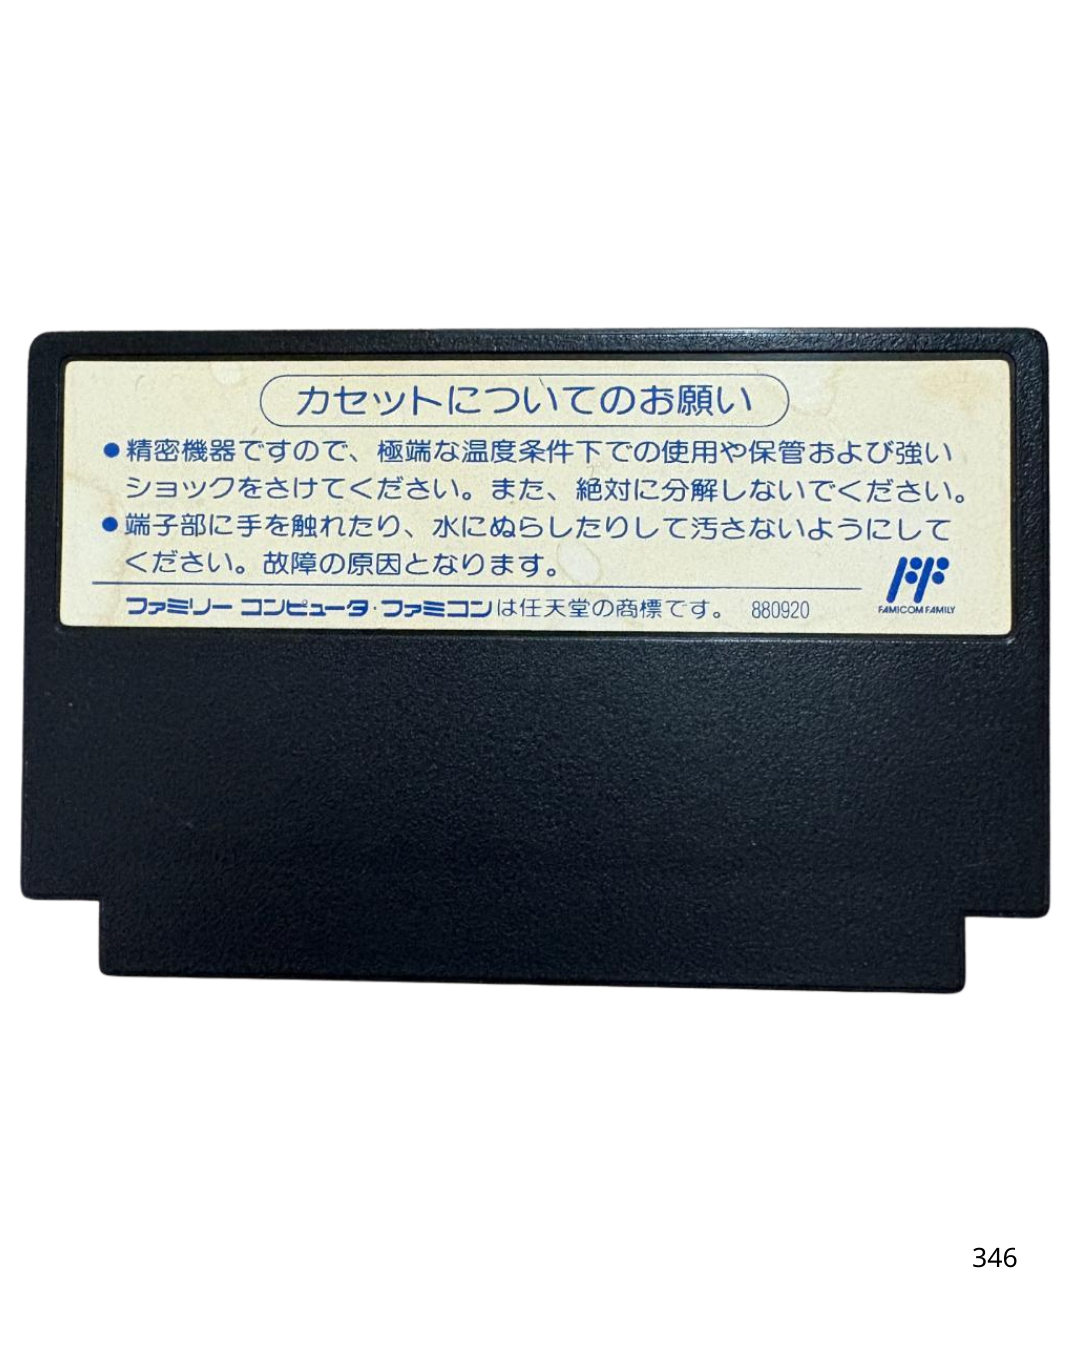 カセットについてのお願い
●精密機器ですので、極端な温度条件下での使用や保管および強い
ショックをさけてください。また、絶対に分解しないでください。
●端子部に手を触れたり、水にぬらしたりして汚さないようにして
ください。故障の原因となります。
FF
FAMICOM FAMILY
ファミリー コンピュータ・ファミコンは任天堂の商標です。 880920
346